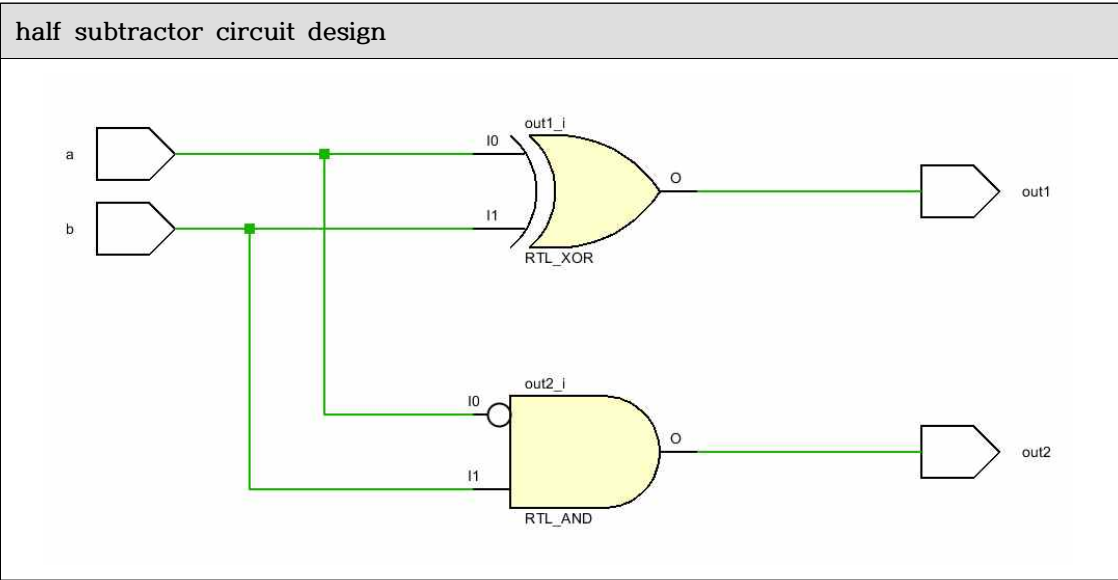 half subtractor circuit design
out1_i
a
I0
O
out1
b
I1
RTL_XOR
out2_i
I0
O
out2
I1
RTL_AND